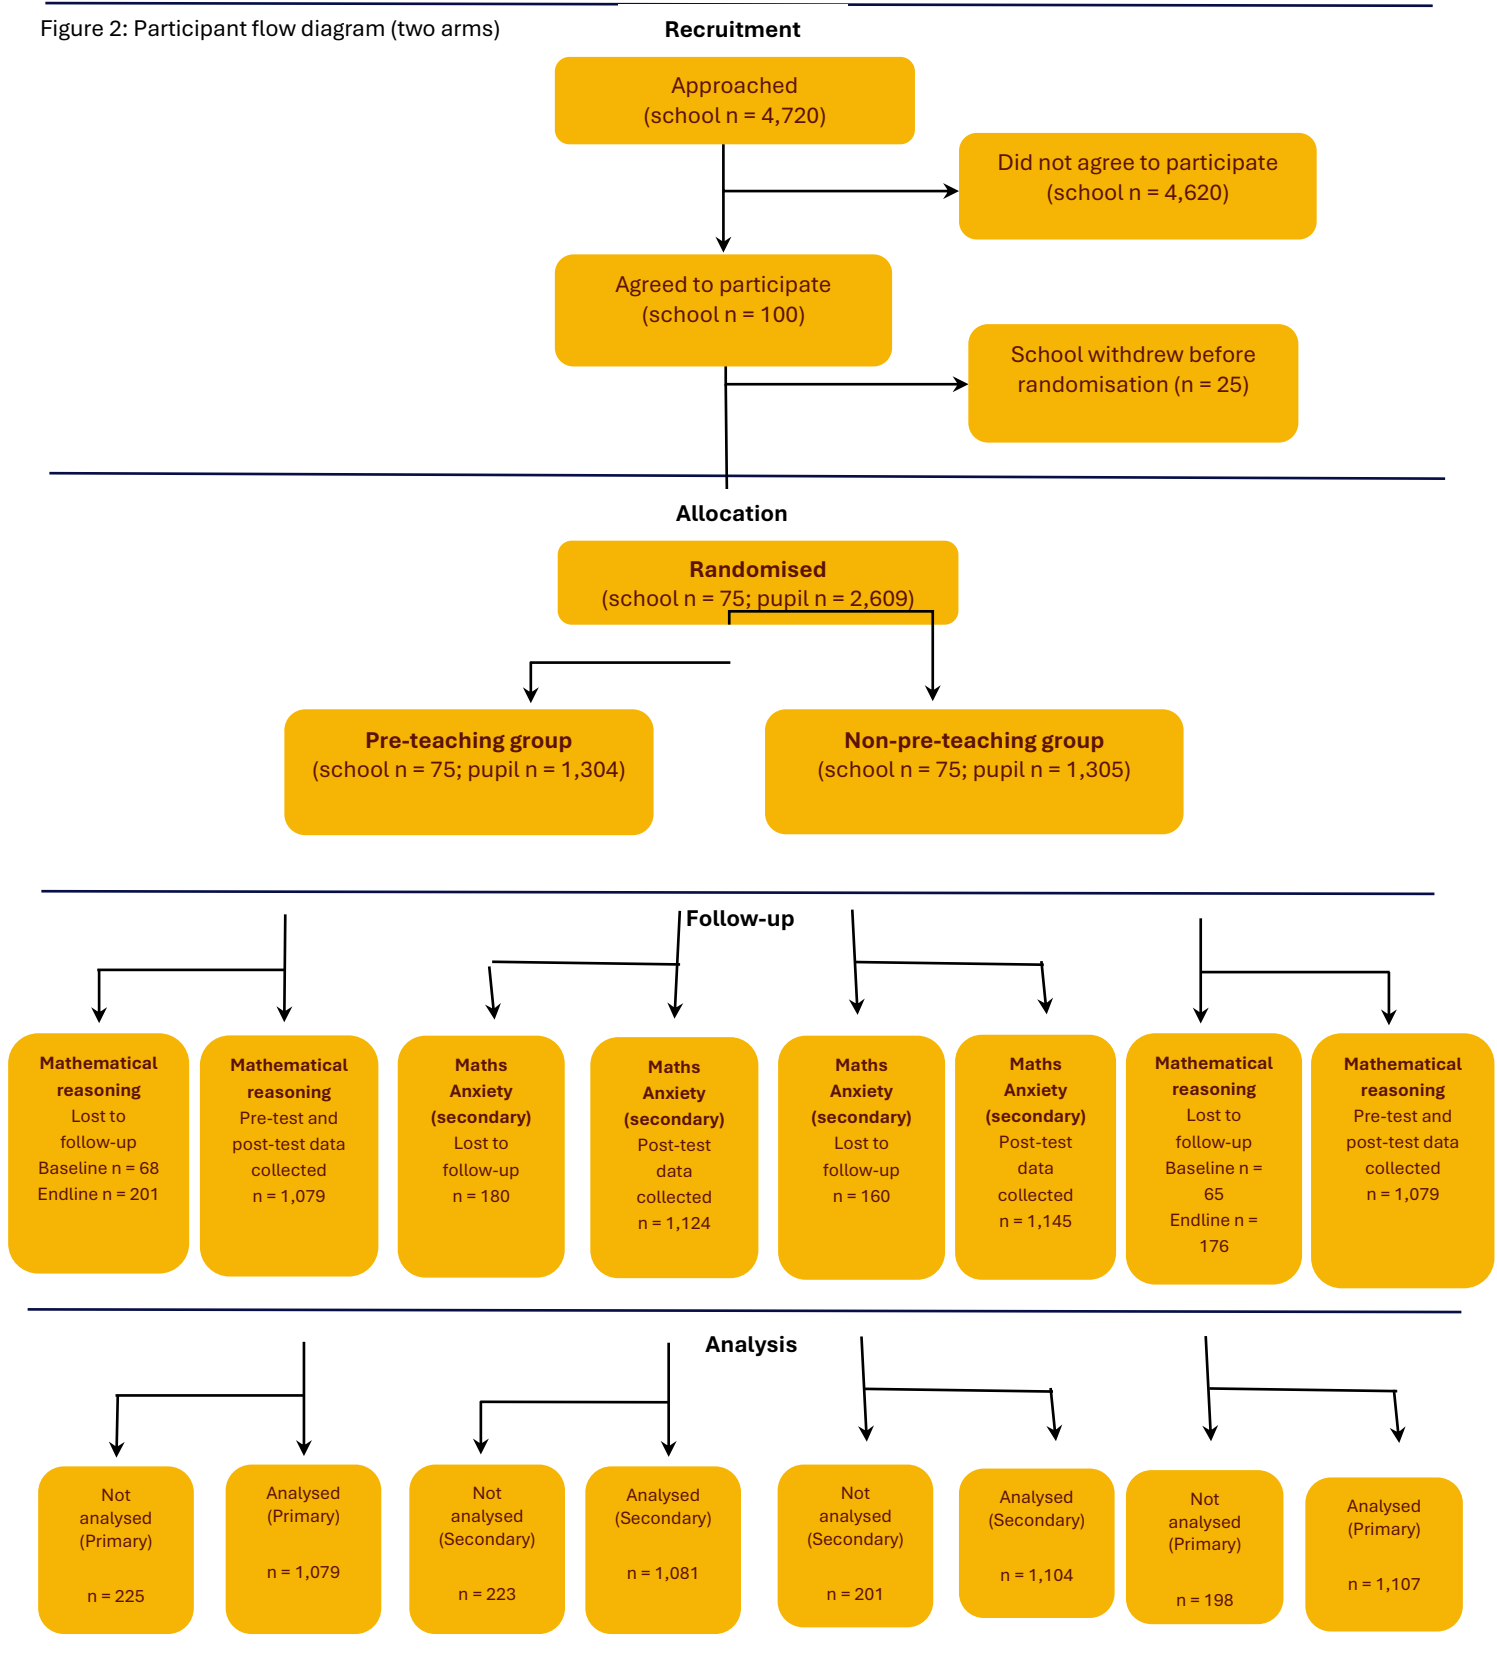 Figure 2: Participant flow diagram (two arms)
Recruitment
Approached
(school n = 4,720)
Did not agree to participate
(school n = 4,620)
Agreed to participate
(school n = 100)
School withdrew before
randomisation (n = 25)
Allocation
Randomised
(school n = 75; pupil n = 2,609)
Pre-teaching group
(school n = 75; pupil n = 1,304)
Non-pre-teaching group
(school n = 75; pupil n = 1,305)
Follow-up
Mathematical
reasoning
Lost to
follow-up
Baseline n = 68
Endline n = 201
Mathematical
reasoning
Pre-test and
post-test data
collected
n = 1,079
Maths
Anxiety
(secondary)
Lost to
follow-up
n = 180
Maths
Anxiety
(secondary)
Post-test
data
collected
n = 1,124
Maths
Anxiety
(secondary)
Lost to
follow-up
n = 160
Maths
Anxiety
(secondary)
Post-test
data
collected
n = 1,145
Mathematical
reasoning
Lost to
follow-up
Baseline n =
65
Endline n =
176
Mathematical
reasoning
Pre-test and
post-test data
collected
n = 1,079
Analysis
Not
analysed
(Primary)
n = 225
Analysed
(Primary)
n = 1,079
Not
analysed
(Secondary)
n = 223
Analysed
(Secondary)
n = 1,081
Not
analysed
(Secondary)
n = 201
Analysed
(Secondary)
n = 1,104
Not
analysed
(Primary)
n = 198
Analysed
(Primary)
n = 1,107